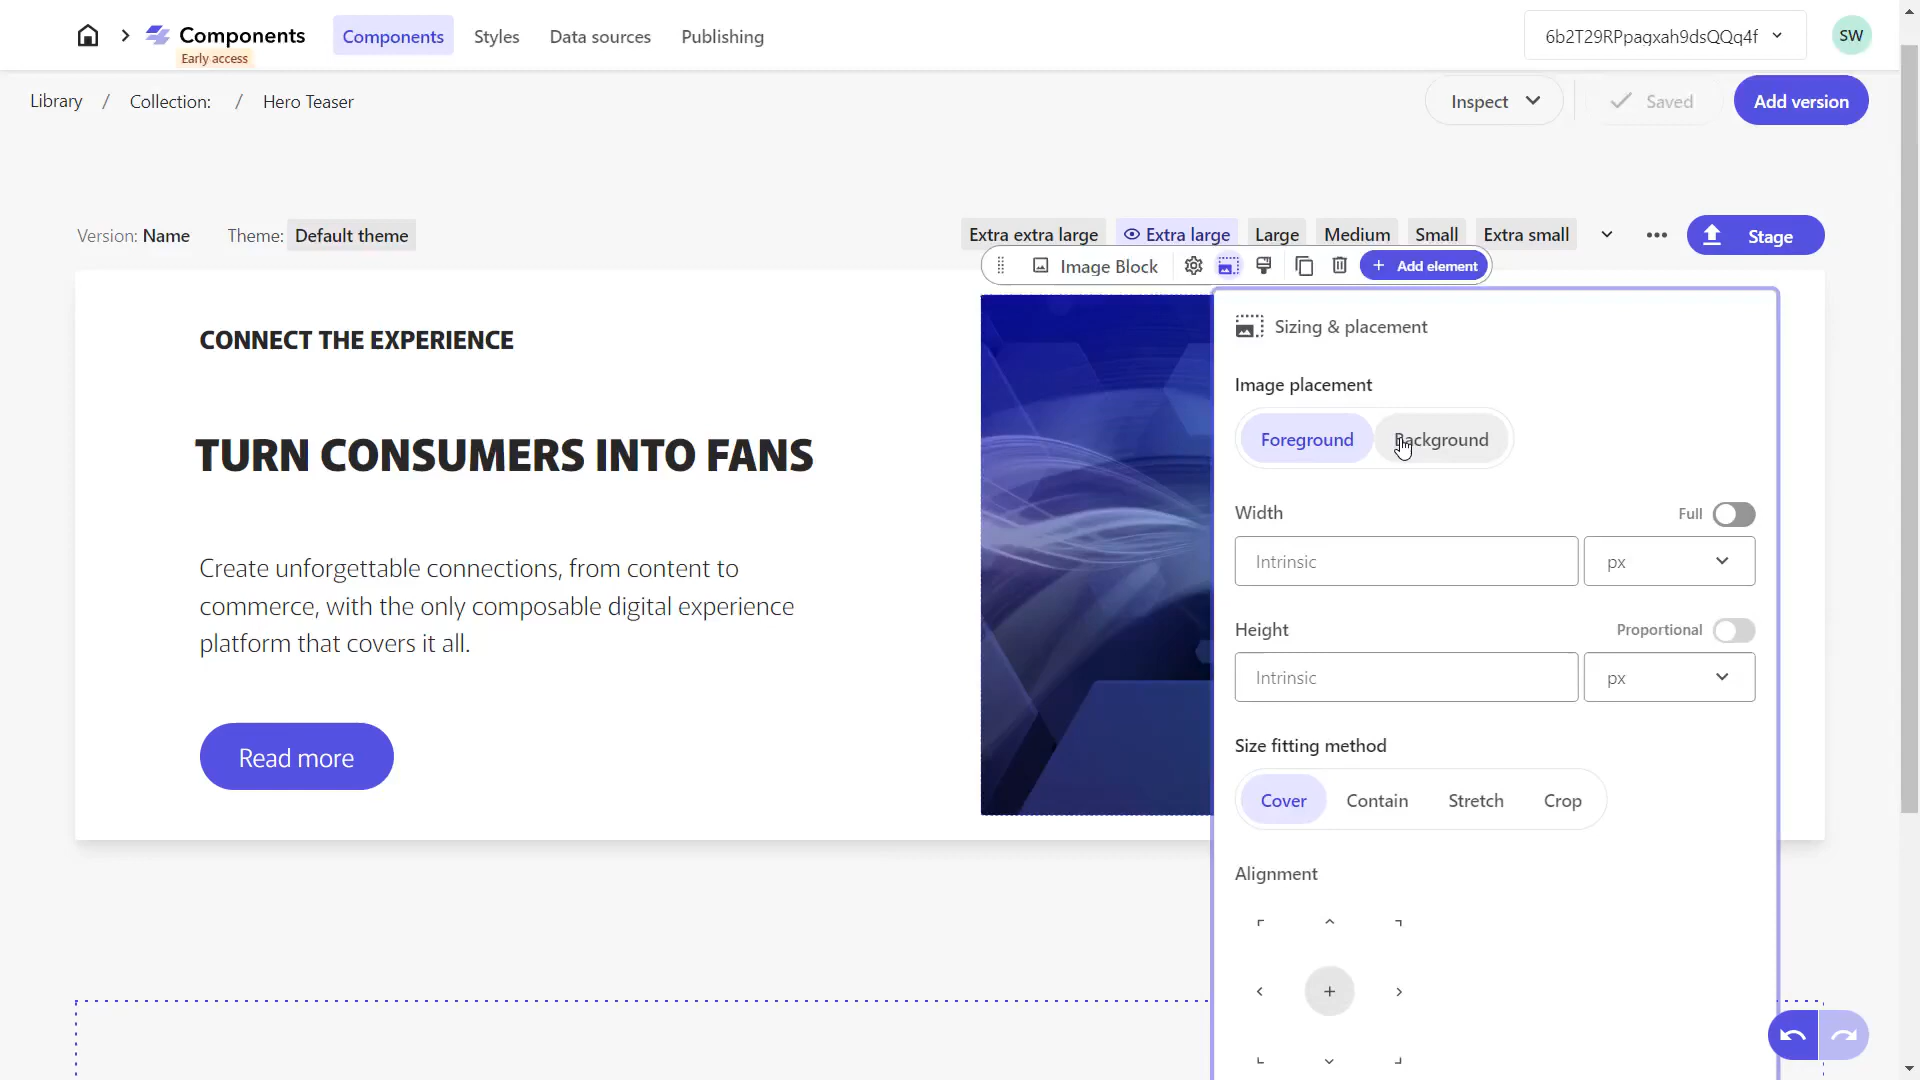 Components
Early access
Components
Styles
Data sources
Publishing
6b2T29RPpaqxah9dsQQq4f
SW
Library / Collection: / Hero Teaser
Inspect
Saved
Add version
Version: Name
Theme: Default theme
Extra extra large
Extra large
Large
Medium
Small
Extra small
Stage
Image Block
+ Add element
CONNECT THE EXPERIENCE
TURN CONSUMERS INTO FANS
Create unforgettable connections, from content to
commerce, with the only composable digital experience
platform that covers it all.
Read more
Sizing & placement
Image placement
Foreground
Background
Width
Full
Intrinsic
px
Height
Proportional
Intrinsic
px
Size fitting method
Cover
Contain
Stretch
Crop
Alignment